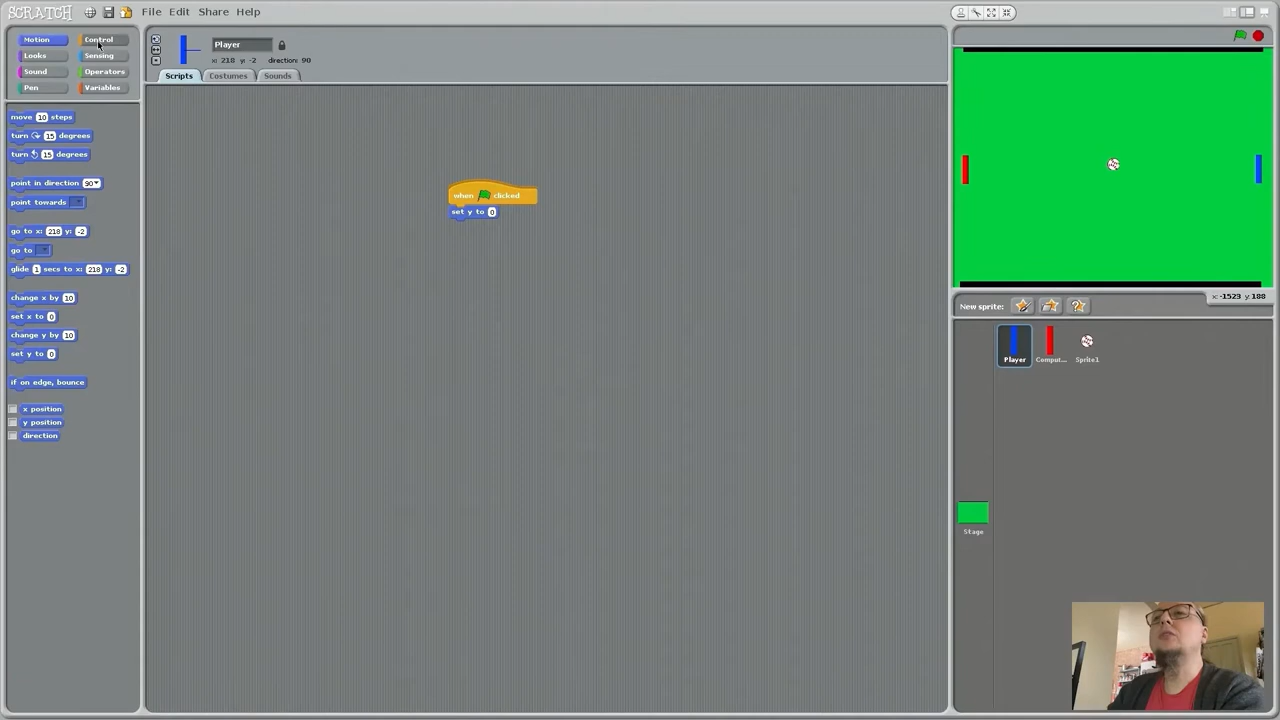 SCRATCH File Edit Share Help
Motion Control
Looks Sensing
Sound Operators
Pen Variables
Player
x: 218 y: -2 direction: 90
Scripts Costumes Sounds
move 10 steps
turn 15 degrees
turn 15 degrees
point in direction 90
point towards
go to x: 218 y: -2
go to
glide 1 secs to x: 218 y: -2
change x by 10
set x to 0
change y by 10
set y to 0
if on edge, bounce
x position
y position
direction
when clicked
set y to 0
x: -1523 y: 188
New sprite:
Player Comput... Sprite1
Stage